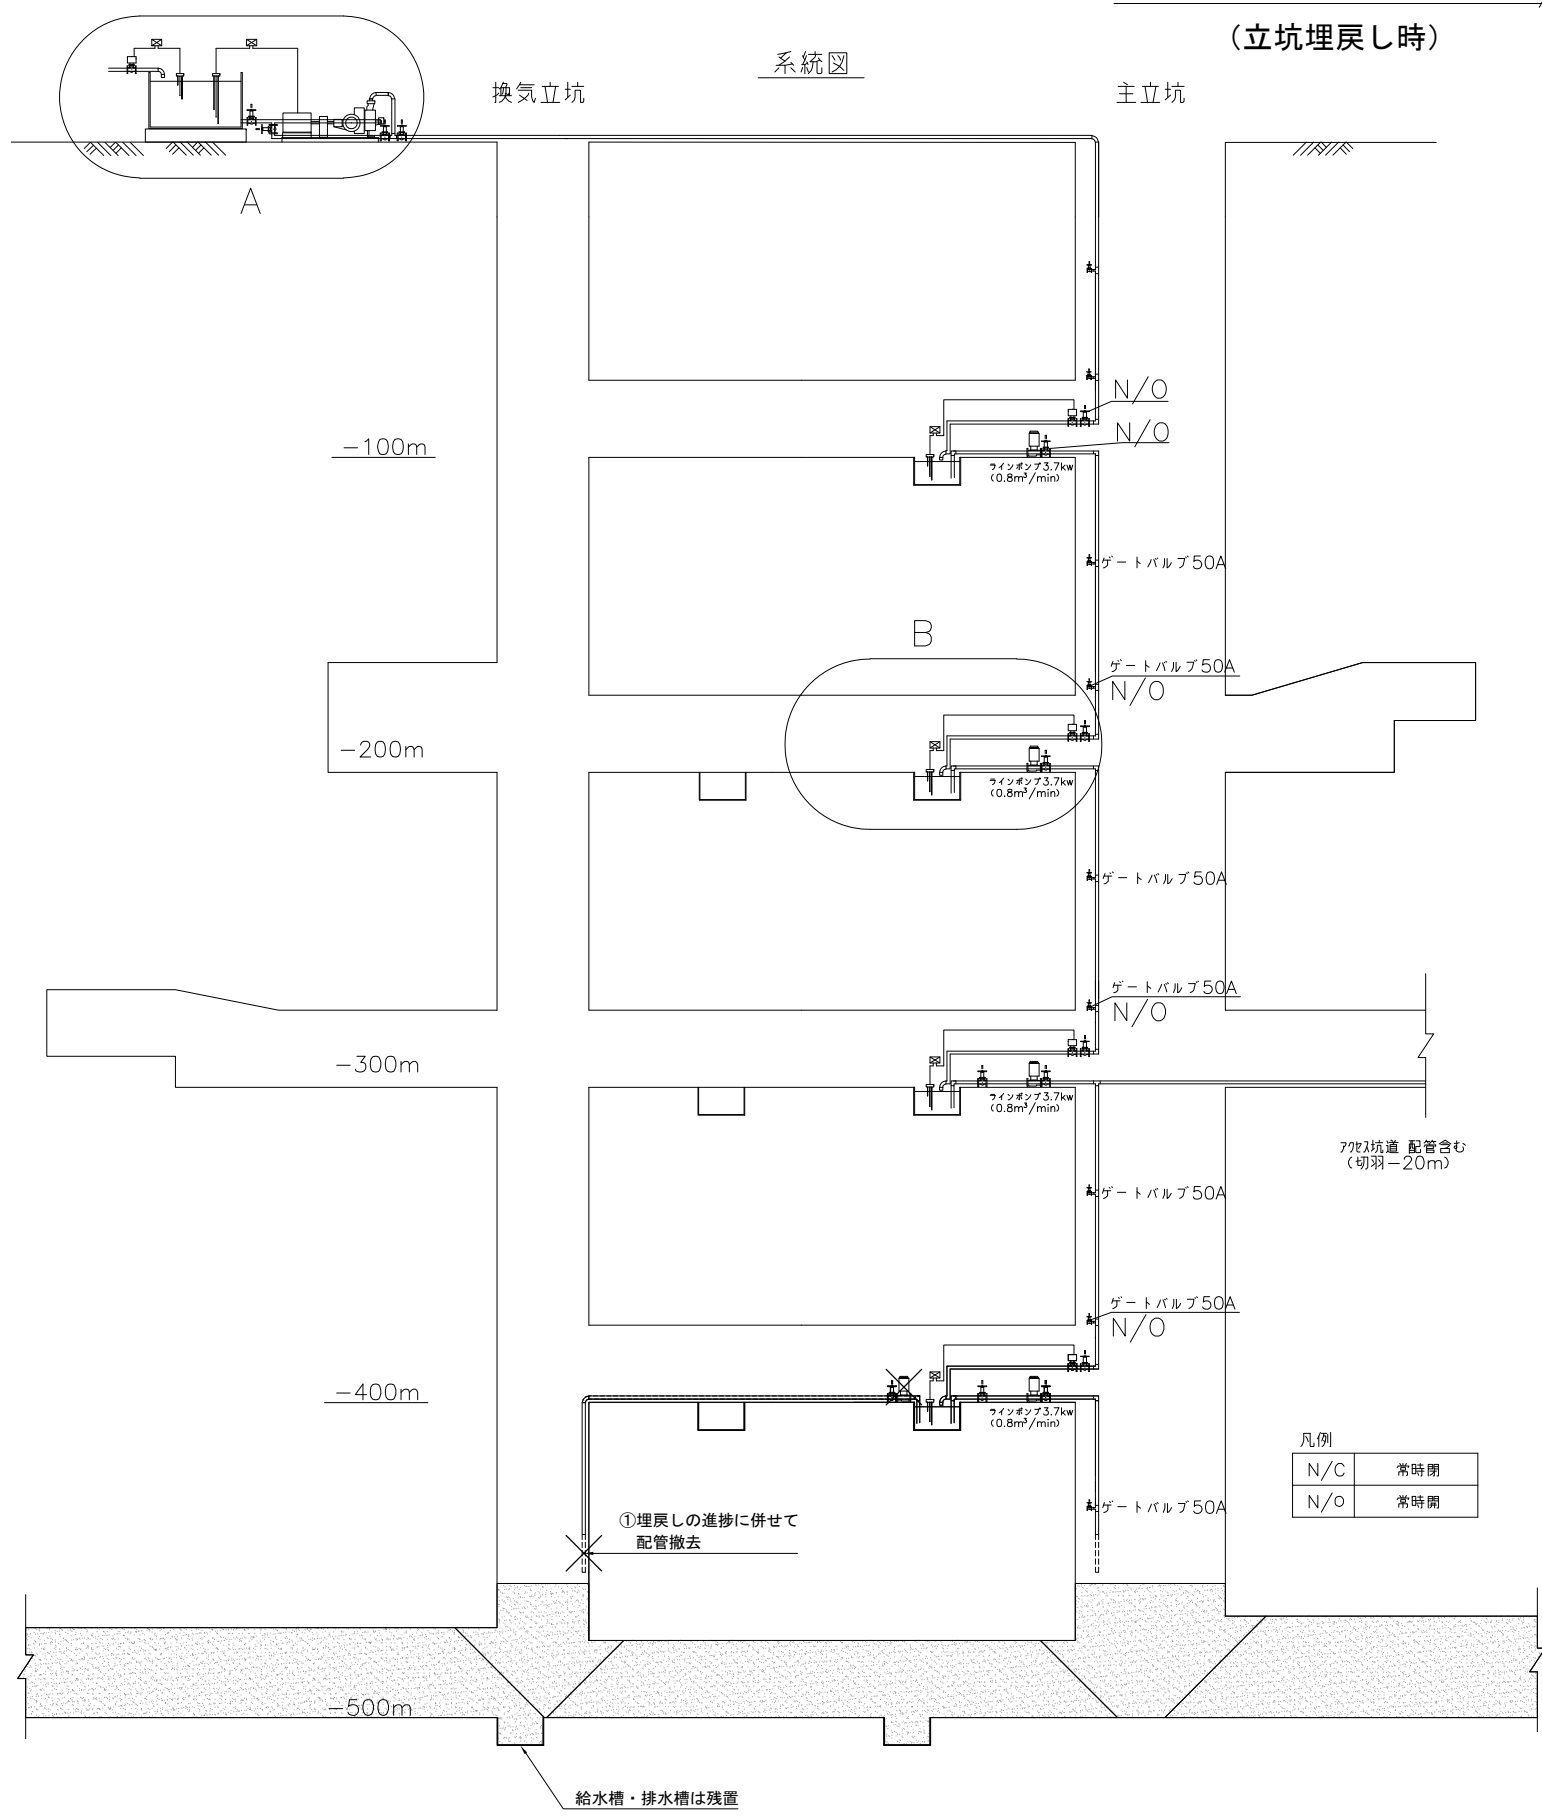 （立坑埋戻し時）
系統図
換気立坑
主立坑
A
N/O
N/O
－100m
ラインポンプ3.7kw
（0.8m³/min）
ゲートバルブ50A
B
ゲートバルブ50A
N/O
－200m
ラインポンプ3.7kw
（0.8m³/min）
ゲートバルブ50A
ゲートバルブ50A
N/O
－300m
ラインポンプ3.7kw
（0.8m³/min）
アクセス坑道 配管含む
（切羽－20m）
ゲートバルブ50A
ゲートバルブ50A
N/O
－400m
ラインポンプ3.7kw
（0.8m³/min）
凡例
N/C 常時閉
N/O 常時開
ゲートバルブ50A
①埋戻しの進捗に併せて
配管撤去
－500m
給水槽・排水槽は残置